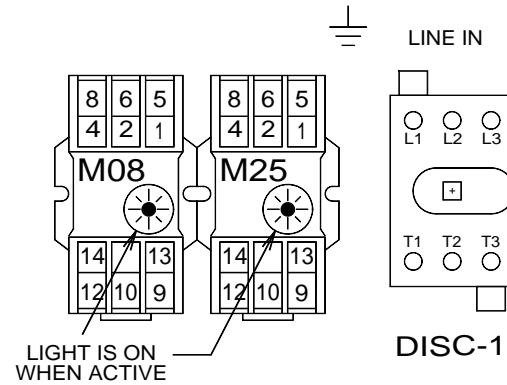 LINE IN
8 6 5
4 2 1
M08
14 13
12 10 9
8 6 5
4 2 1
M25
14 13
12 10 9
LIGHT IS ON
WHEN ACTIVE
L1 L2 L3
T1 T2 T3
DISC-1